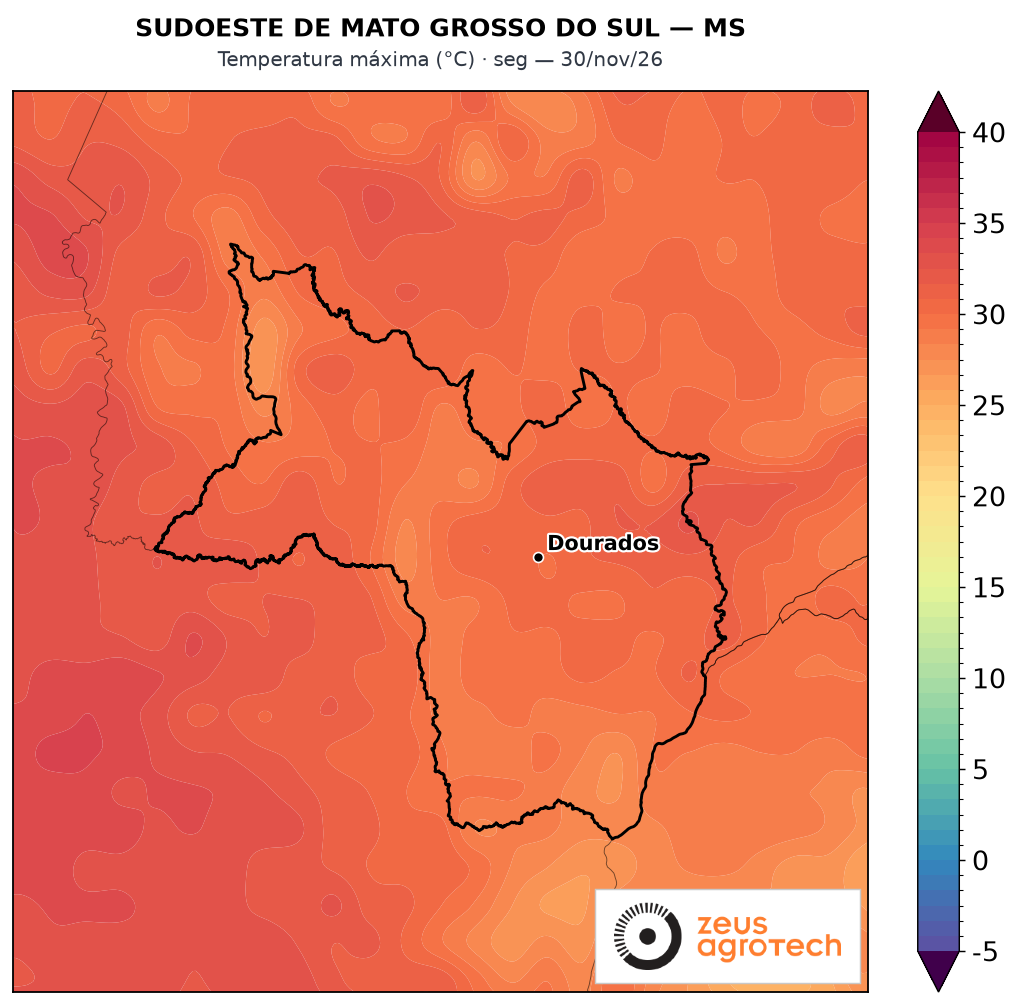 SUDOESTE DE MATO GROSSO DO SUL — MS
Temperatura máxima (°C) · seg — 30/nov/26
40
35
30
25
20
15
10
5
0
-5
Dourados
zeus
agrotech